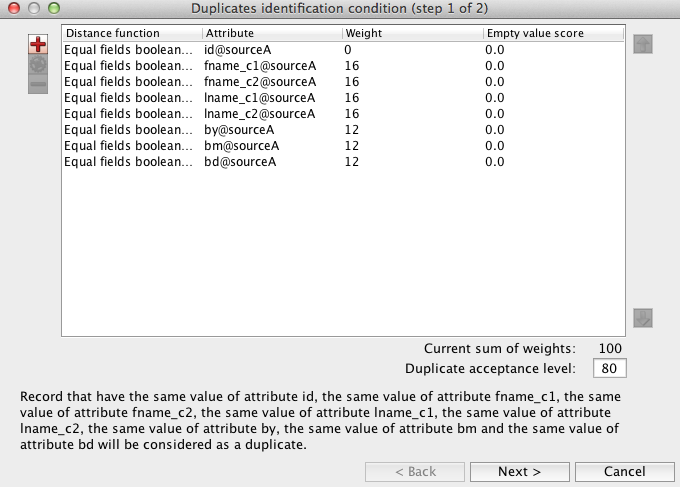 Duplicates identification condition (step 1 of 2)
Distance function Attribute Weight Empty value score
Equal fields boolean... id@sourceA 0 0.0
Equal fields boolean... fname_c1@sourceA 16 0.0
Equal fields boolean... fname_c2@sourceA 16 0.0
Equal fields boolean... lname_c1@sourceA 16 0.0
Equal fields boolean... lname_c2@sourceA 16 0.0
Equal fields boolean... by@sourceA 12 0.0
Equal fields boolean... bm@sourceA 12 0.0
Equal fields boolean... bd@sourceA 12 0.0
Current sum of weights: 100
Duplicate acceptance level: 80
Record that have the same value of attribute id, the same value of attribute fname_c1, the same
value of attribute fname_c2, the same value of attribute lname_c1, the same value of attribute
lname_c2, the same value of attribute by, the same value of attribute bm and the same value of
attribute bd will be considered as a duplicate.
< Back Next > Cancel